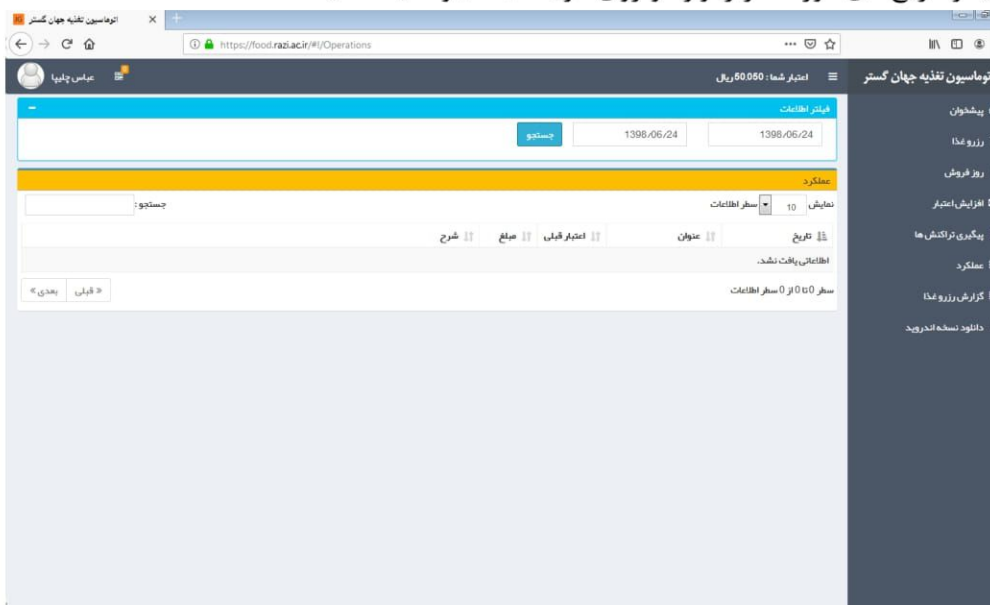 اتوماسیون تغذیه جهان گستر
https://food.razi.ac.ir/#!/Operations
توماسیون تغذیه جهان گستر
اعتبار شما : 50,050 ریال
عباس چلیپا
پیشخوان
رزرو غذا
روز فروش
افزایش اعتبار
پیگیری تراکنش ها
عملکرد
گزارش رزرو غذا
دانلود نسخه اندروید
فیلتر اطلاعات
1398/06/24
1398/06/24
جستجو
عملکرد
نمایش 10 سطر اطلاعات
جستجو :
تاریخ عنوان اعتبار قبلی مبلغ شرح
اطلاعاتی یافت نشد.
سطر 0 تا 0 از 0 سطر اطلاعات
« قبلی بعدی »